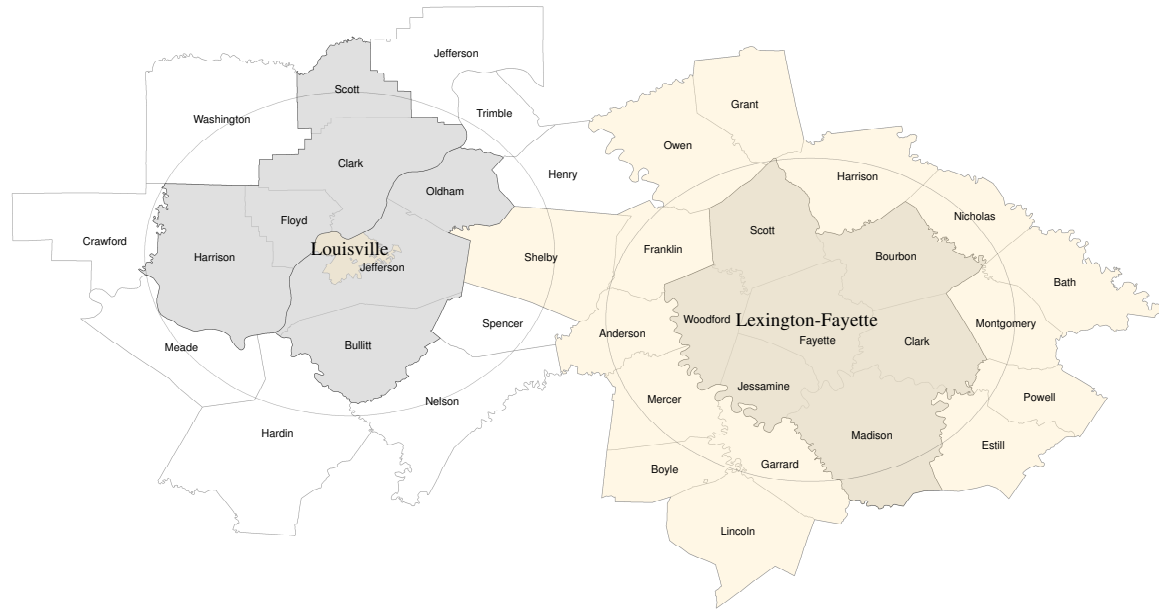 Jefferson
Scott
Grant
Washington
Trimble
Owen
Clark
Henry
Harrison
Oldham
Floyd
Nicholas
Scott
Crawford
Louisville
Harrison
Jefferson
Shelby
Franklin
Bourbon
Bath
Spencer
Woodford
Lexington-Fayette
Montgomery
Anderson
Fayette
Clark
Meade
Bullitt
Jessamine
Nelson
Mercer
Powell
Hardin
Madison
Estill
Boyle
Garrard
Lincoln